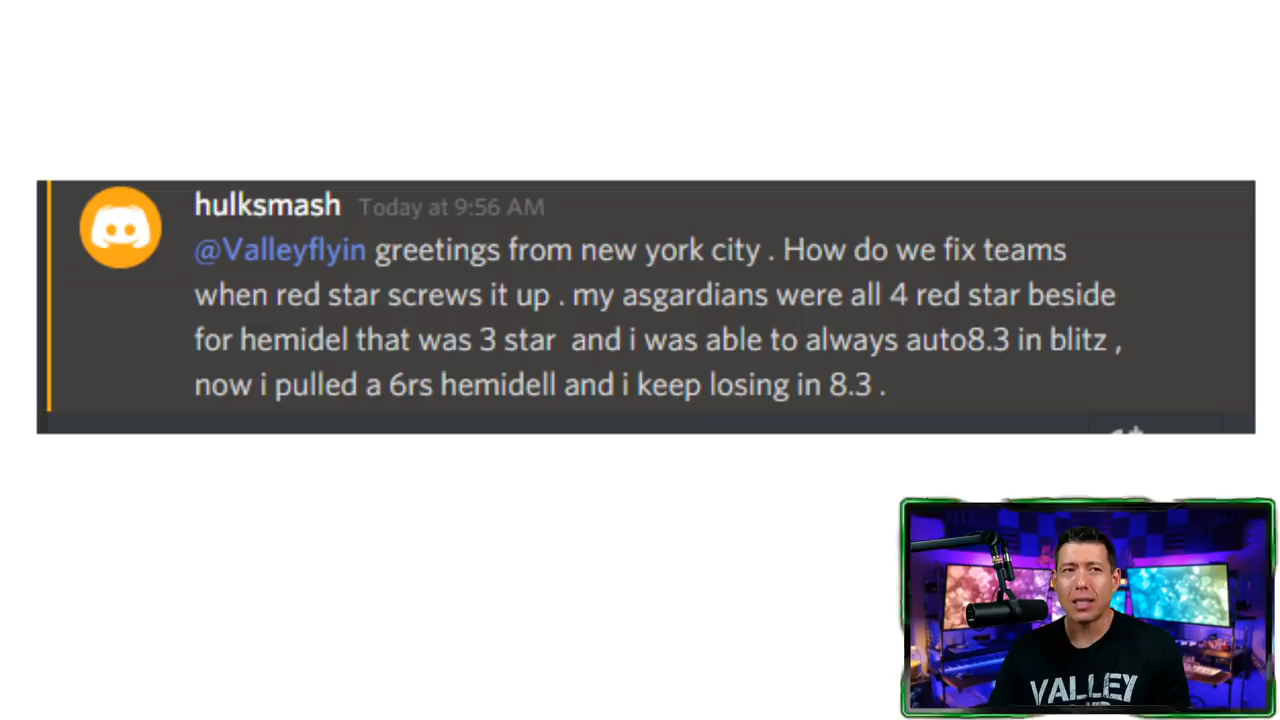 hulksmash Today at 9:56 AM
@Valleyflyin greetings from new york city . How do we fix teams
when red star screws it up . my asgardians were all 4 red star beside
for hemidel that was 3 star and i was able to always auto8.3 in blitz ,
now i pulled a 6rs hemidell and i keep losing in 8.3 .
VALLEY